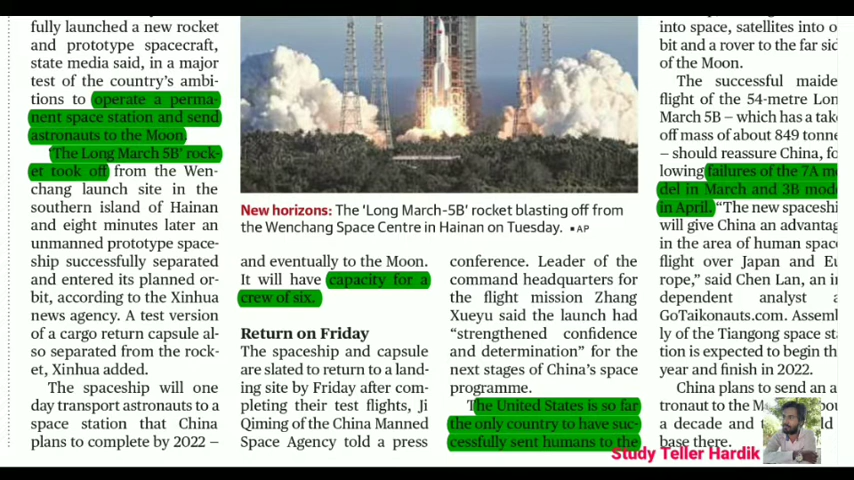 fully launched a new rocket
and prototype spacecraft,
state media said, in a major
test of the country's ambi-
tions to operate a perma-
nent space station and send
astronauts to the Moon.
'The Long March 5B' rock-
et took off from the Wen-
chang launch site in the
southern island of Hainan
and eight minutes later an
unmanned prototype space-
ship successfully separated
and entered its planned or-
bit, according to the Xinhua
news agency. A test version
of a cargo return capsule al-
so separated from the rock-
et, Xinhua added.
The spaceship will one
day transport astronauts to a
space station that China
plans to complete by 2022 –
New horizons: The 'Long March-5B' rocket blasting off from
the Wenchang Space Centre in Hainan on Tuesday. ▪AP
and eventually to the Moon.
It will have capacity for a
crew of six.
Return on Friday
The spaceship and capsule
are slated to return to a land-
ing site by Friday after com-
pleting their test flights, Ji
Qiming of the China Manned
Space Agency told a press
conference. Leader of the
command headquarters for
the flight mission Zhang
Xueyu said the launch had
"strengthened confidence
and determination" for the
next stages of China's space
programme.
The United States is so far
the only country to have suc-
cessfully sent humans to the
into space, satellites into o
bit and a rover to the far sid
of the Moon.
The successful maide
flight of the 54-metre Lon
March 5B – which has a take
off mass of about 849 tonne
– should reassure China, fo
lowing failures of the 7A m
del in March and 3B mod
in April. "The new spaceshi
will give China an advantag
in the area of human space
flight over Japan and Eu
rope," said Chen Lan, an in
dependent analyst a
GoTaikonauts.com. Assemb
ly of the Tiangong space sta
tion is expected to begin th
year and finish in 2022.
China plans to send an a
tronaut to the M
a decade and
base there.
Study Teller Hardik